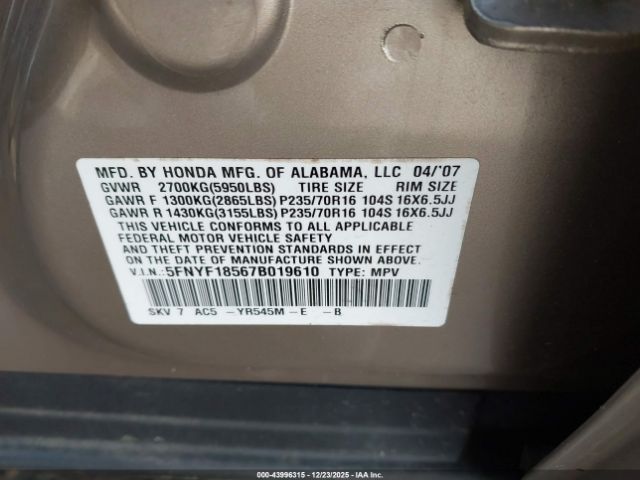 MFD. BY HONDA MFG. OF ALABAMA, LLC 04/'07
GVWR 2700KG(5950LBS) TIRE SIZE RIM SIZE
GAWR F 1300KG(2865LBS) P235/70R16 104S 16X6.5JJ
GAWR R 1430KG(3155LBS) P235/70R16 104S 16X6.5JJ
THIS VEHICLE CONFORMS TO ALL APPLICABLE
FEDERAL MOTOR VEHICLE SAFETY
AND THEFT PREVENTION STANDARDS IN EFFECT
ON THE DATE OF MANUFACTURE SHOWN ABOVE.
V.I.N.: 5FNYF18567B019610 TYPE: MPV
SKV 7 AC5 -YR545M-E -B
000-43996315 - 12/23/2025 - Copyright IAA, Inc.